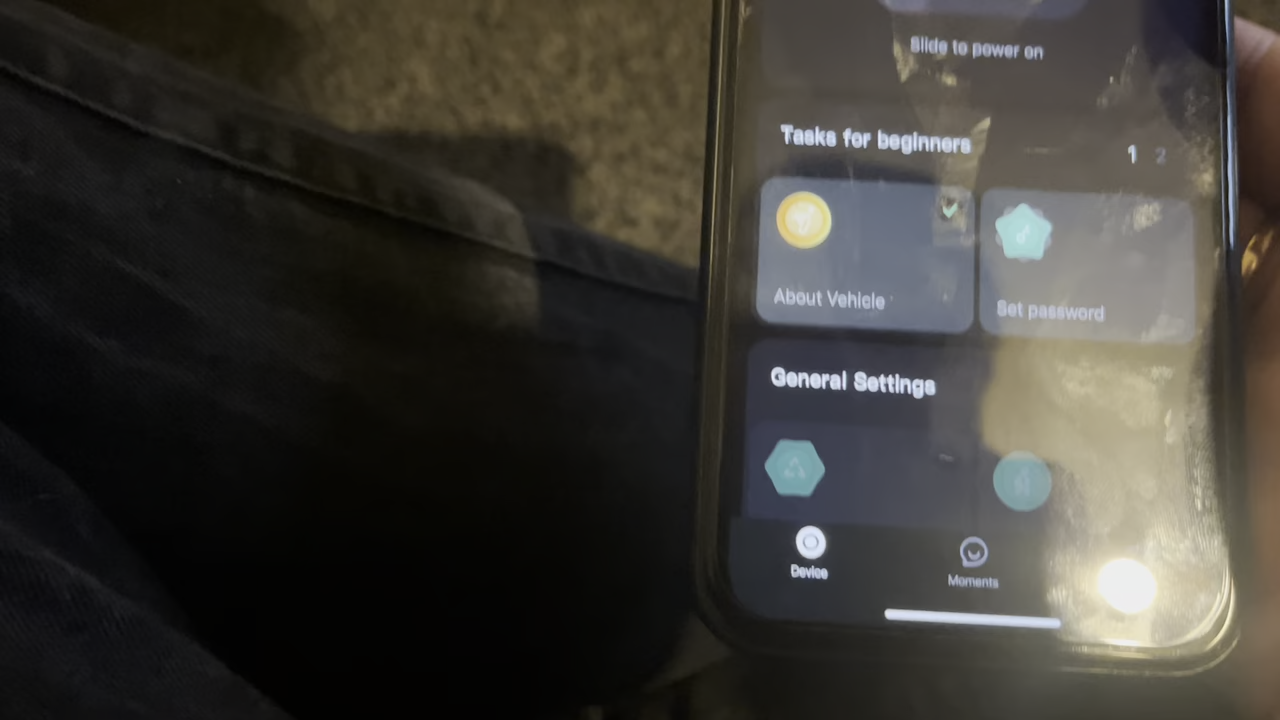 Slide to power on
Tasks for beginners
1 2
About Vehicle
Set password
General Settings
Device
Moments